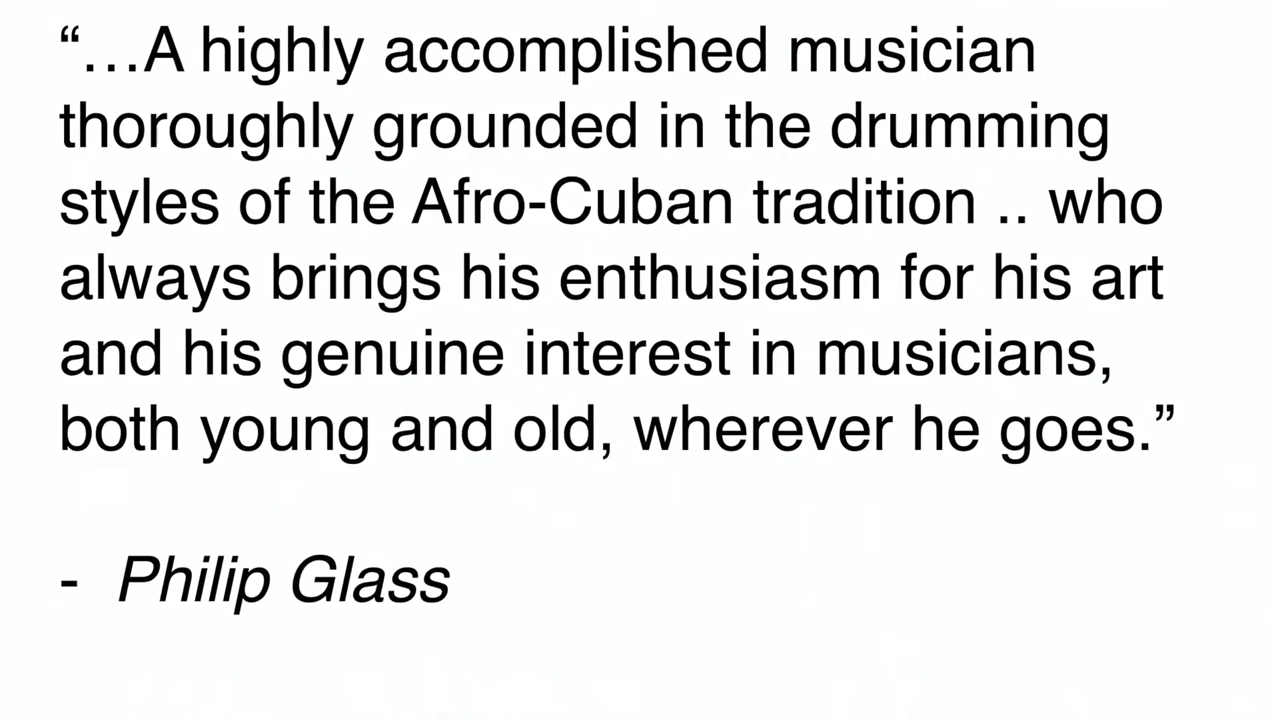 “…A highly accomplished musician
thoroughly grounded in the drumming
styles of the Afro-Cuban tradition .. who
always brings his enthusiasm for his art
and his genuine interest in musicians,
both young and old, wherever he goes.”
- Philip Glass